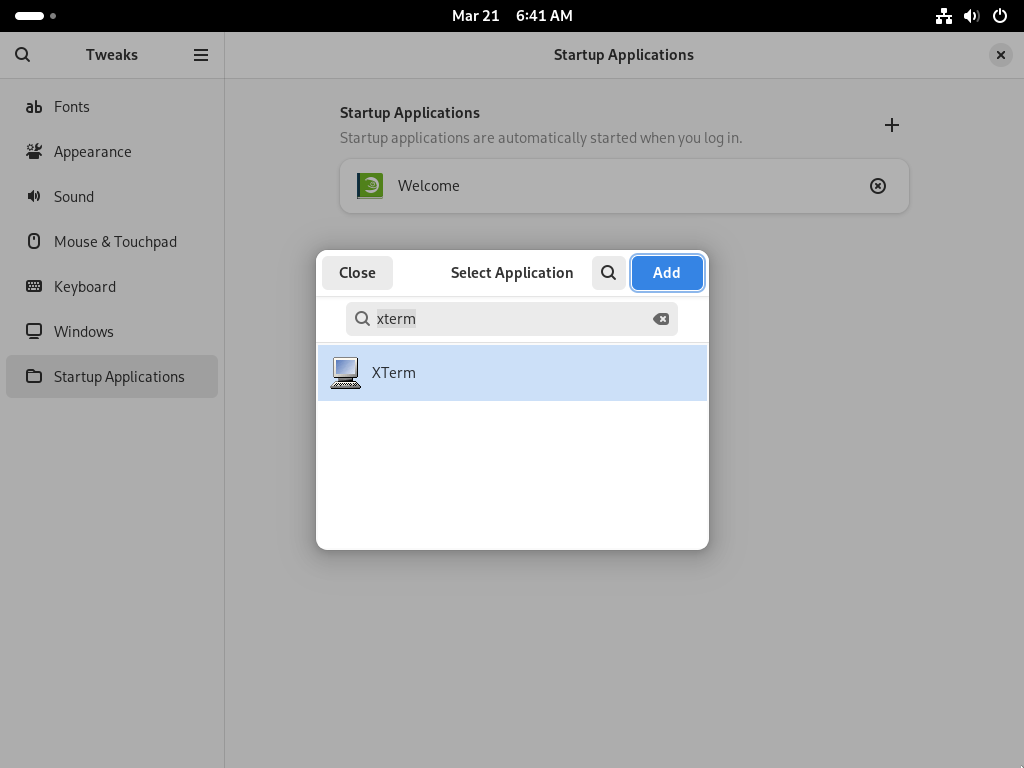 Mar 21 6:41 AM
Tweaks
Startup Applications
Fonts
Appearance
Sound
Mouse & Touchpad
Keyboard
Windows
Startup Applications
Startup Applications
Startup applications are automatically started when you log in.
Welcome
Close
Select Application
Add
xterm
XTerm